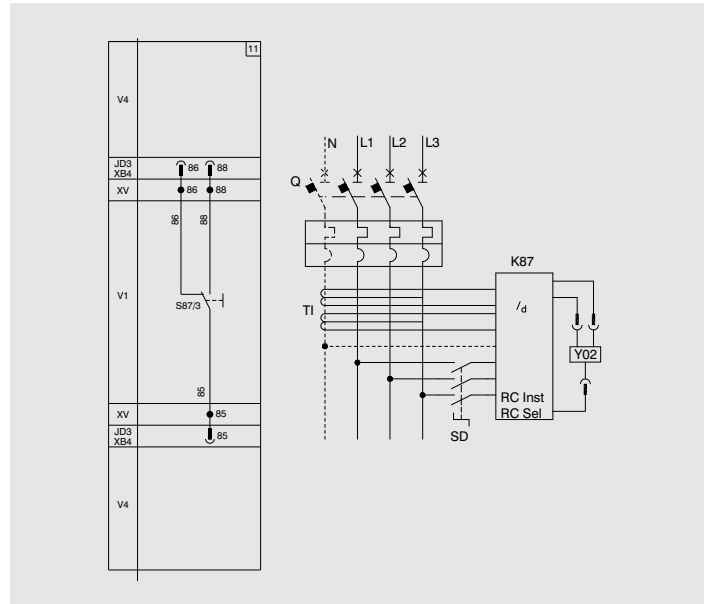 11
V4
JD3
XB4
86 88
XV
86 88
86
88
V1
S87/3
85
XV
85
JD3
XB4
85
V4
N L1 L2 L3
Q
K87
TI
/d
Y02
RC Inst
RC Sel
SD